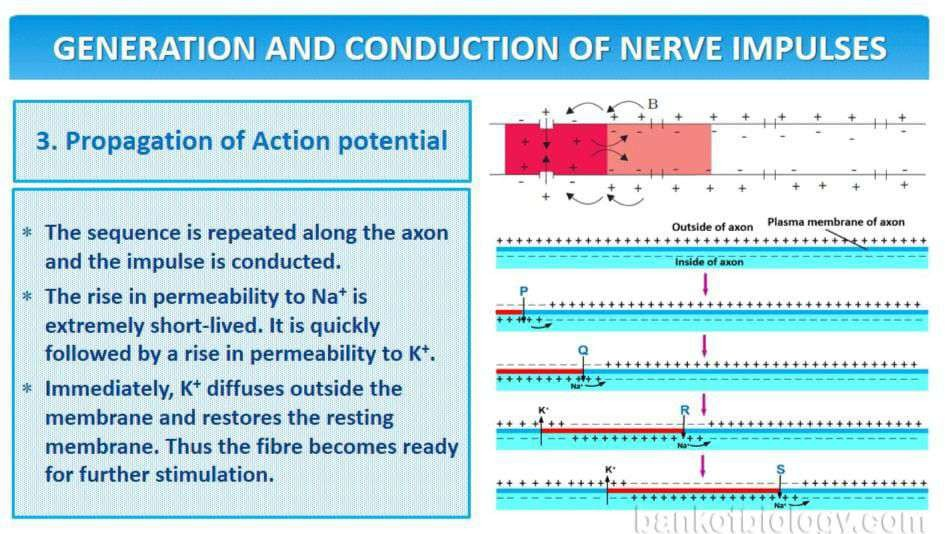 GENERATION AND CONDUCTION OF NERVE IMPULSES
3. Propagation of Action potential
* The sequence is repeated along the axon
and the impulse is conducted.
* The rise in permeability to Na⁺ is
extremely short-lived. It is quickly
followed by a rise in permeability to K⁺.
* Immediately, K⁺ diffuses outside the
membrane and restores the resting
membrane. Thus the fibre becomes ready
for further stimulation.
B
Outside of axon
Plasma membrane of axon
Inside of axon
P
Q
Na⁺
K⁺
R
Na⁺
K⁺
S
Na⁺
bankofbiology.com